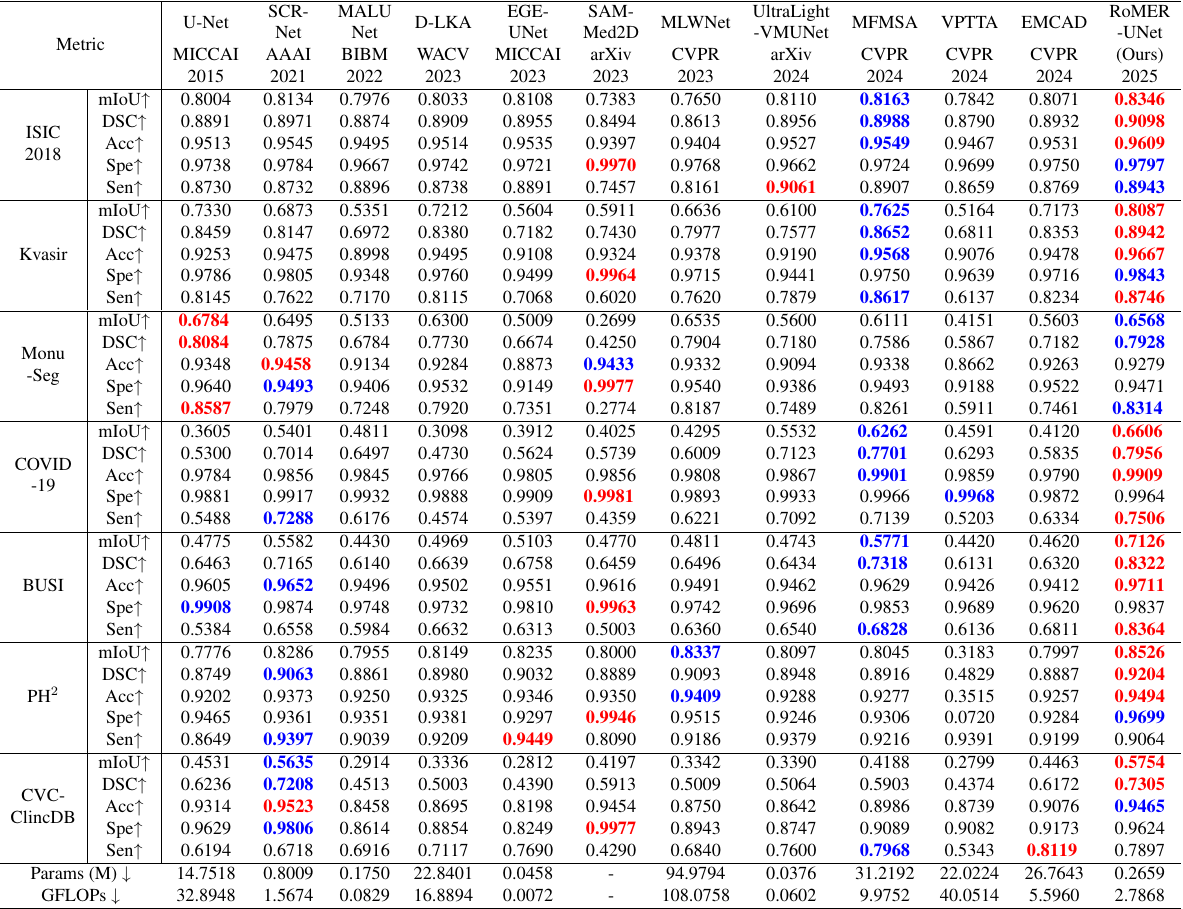 Metric U-Net SCR-Net MALU Net D-LKA EGE-UNet SAM-Med2D MLWNet UltraLight-VMUNet MFMSA VPTTA EMCAD RoMER-UNet
MICCAI AAAI BIBM WACV MICCAI arXiv CVPR arXiv CVPR CVPR CVPR (Ours)
2015 2021 2022 2023 2023 2023 2023 2024 2024 2024 2024 2025
ISIC 2018 mIoU↑ 0.8004 0.8134 0.7976 0.8033 0.8108 0.7383 0.7650 0.8110 0.8163 0.7842 0.8071 0.8346
DSC↑ 0.8891 0.8971 0.8874 0.8909 0.8955 0.8494 0.8613 0.8956 0.8988 0.8790 0.8932 0.9098
Acc↑ 0.9513 0.9545 0.9495 0.9514 0.9535 0.9397 0.9404 0.9527 0.9549 0.9467 0.9531 0.9609
Spe↑ 0.9738 0.9784 0.9667 0.9742 0.9721 0.9970 0.9768 0.9662 0.9724 0.9699 0.9750 0.9797
Sen↑ 0.8730 0.8732 0.8896 0.8738 0.8891 0.7457 0.8161 0.9061 0.8907 0.8659 0.8769 0.8943
Kvasir mIoU↑ 0.7330 0.6873 0.5351 0.7212 0.5604 0.5911 0.6636 0.6100 0.7625 0.5164 0.7173 0.8087
DSC↑ 0.8459 0.8147 0.6972 0.8380 0.7182 0.7430 0.7977 0.7577 0.8652 0.6811 0.8353 0.8942
Acc↑ 0.9253 0.9475 0.8998 0.9495 0.9108 0.9324 0.9378 0.9190 0.9568 0.9076 0.9478 0.9667
Spe↑ 0.9786 0.9805 0.9348 0.9760 0.9499 0.9964 0.9715 0.9441 0.9750 0.9639 0.9716 0.9843
Sen↑ 0.8145 0.7622 0.7170 0.8115 0.7068 0.6020 0.7620 0.7879 0.8617 0.6137 0.8234 0.8746
Monu-Seg mIoU↑ 0.6784 0.6495 0.5133 0.6300 0.5009 0.2699 0.6535 0.5600 0.6111 0.4151 0.5603 0.6568
DSC↑ 0.8084 0.7875 0.6784 0.7730 0.6674 0.4250 0.7904 0.7180 0.7586 0.5867 0.7182 0.7928
Acc↑ 0.9348 0.9458 0.9134 0.9284 0.8873 0.9433 0.9332 0.9094 0.9338 0.8662 0.9263 0.9279
Spe↑ 0.9640 0.9493 0.9406 0.9532 0.9149 0.9977 0.9540 0.9386 0.9493 0.9188 0.9522 0.9471
Sen↑ 0.8587 0.7979 0.7248 0.7920 0.7351 0.2774 0.8187 0.7489 0.8261 0.5911 0.7461 0.8314
COVID-19 mIoU↑ 0.3605 0.5401 0.4811 0.3098 0.3912 0.4025 0.4295 0.5532 0.6262 0.4591 0.4120 0.6606
DSC↑ 0.5300 0.7014 0.6497 0.4730 0.5624 0.5739 0.6009 0.7123 0.7701 0.6293 0.5835 0.7956
Acc↑ 0.9784 0.9856 0.9845 0.9766 0.9805 0.9856 0.9808 0.9867 0.9901 0.9859 0.9790 0.9909
Spe↑ 0.9881 0.9917 0.9932 0.9888 0.9909 0.9981 0.9893 0.9933 0.9966 0.9968 0.9872 0.9964
Sen↑ 0.5488 0.7288 0.6176 0.4574 0.5397 0.4359 0.6221 0.7092 0.7139 0.5203 0.6334 0.7506
BUSI mIoU↑ 0.4775 0.5582 0.4430 0.4969 0.5103 0.4770 0.4811 0.4743 0.5771 0.4420 0.4620 0.7126
DSC↑ 0.6463 0.7165 0.6140 0.6639 0.6758 0.6459 0.6496 0.6434 0.7318 0.6131 0.6320 0.8322
Acc↑ 0.9605 0.9652 0.9496 0.9502 0.9551 0.9616 0.9491 0.9462 0.9629 0.9426 0.9412 0.9711
Spe↑ 0.9908 0.9874 0.9748 0.9732 0.9810 0.9963 0.9742 0.9696 0.9853 0.9689 0.9620 0.9837
Sen↑ 0.5384 0.6558 0.5984 0.6632 0.6313 0.5003 0.6360 0.6540 0.6828 0.6136 0.6811 0.8364
PH² mIoU↑ 0.7776 0.8286 0.7955 0.8149 0.8235 0.8000 0.8337 0.8097 0.8045 0.3183 0.7997 0.8526
DSC↑ 0.8749 0.9063 0.8861 0.8980 0.9032 0.8889 0.9093 0.8948 0.8916 0.4829 0.8887 0.9204
Acc↑ 0.9202 0.9373 0.9250 0.9325 0.9346 0.9350 0.9409 0.9288 0.9277 0.3515 0.9257 0.9494
Spe↑ 0.9465 0.9361 0.9351 0.9381 0.9297 0.9946 0.9515 0.9246 0.9306 0.0720 0.9284 0.9699
Sen↑ 0.8649 0.9397 0.9039 0.9209 0.9449 0.8090 0.9186 0.9379 0.9216 0.9391 0.9199 0.9064
CVC-ClincDB mIoU↑ 0.4531 0.5635 0.2914 0.3336 0.2812 0.4197 0.3342 0.3390 0.4188 0.2799 0.4463 0.5754
DSC↑ 0.6236 0.7208 0.4513 0.5003 0.4390 0.5913 0.5009 0.5064 0.5903 0.4374 0.6172 0.7305
Acc↑ 0.9314 0.9523 0.8458 0.8695 0.8198 0.9454 0.8750 0.8642 0.8986 0.8739 0.9076 0.9465
Spe↑ 0.9629 0.9806 0.8614 0.8854 0.8249 0.9977 0.8943 0.8747 0.9089 0.9082 0.9173 0.9624
Sen↑ 0.6194 0.6718 0.6916 0.7117 0.7690 0.4290 0.6840 0.7600 0.7968 0.5343 0.8119 0.7897
Params (M) ↓ 14.7518 0.8009 0.1750 22.8401 0.0458 - 94.9794 0.0376 31.2192 22.0224 26.7643 0.2659
GFLOPs ↓ 32.8948 1.5674 0.0829 16.8894 0.0072 - 108.0758 0.0602 9.9752 40.0514 5.5960 2.7868